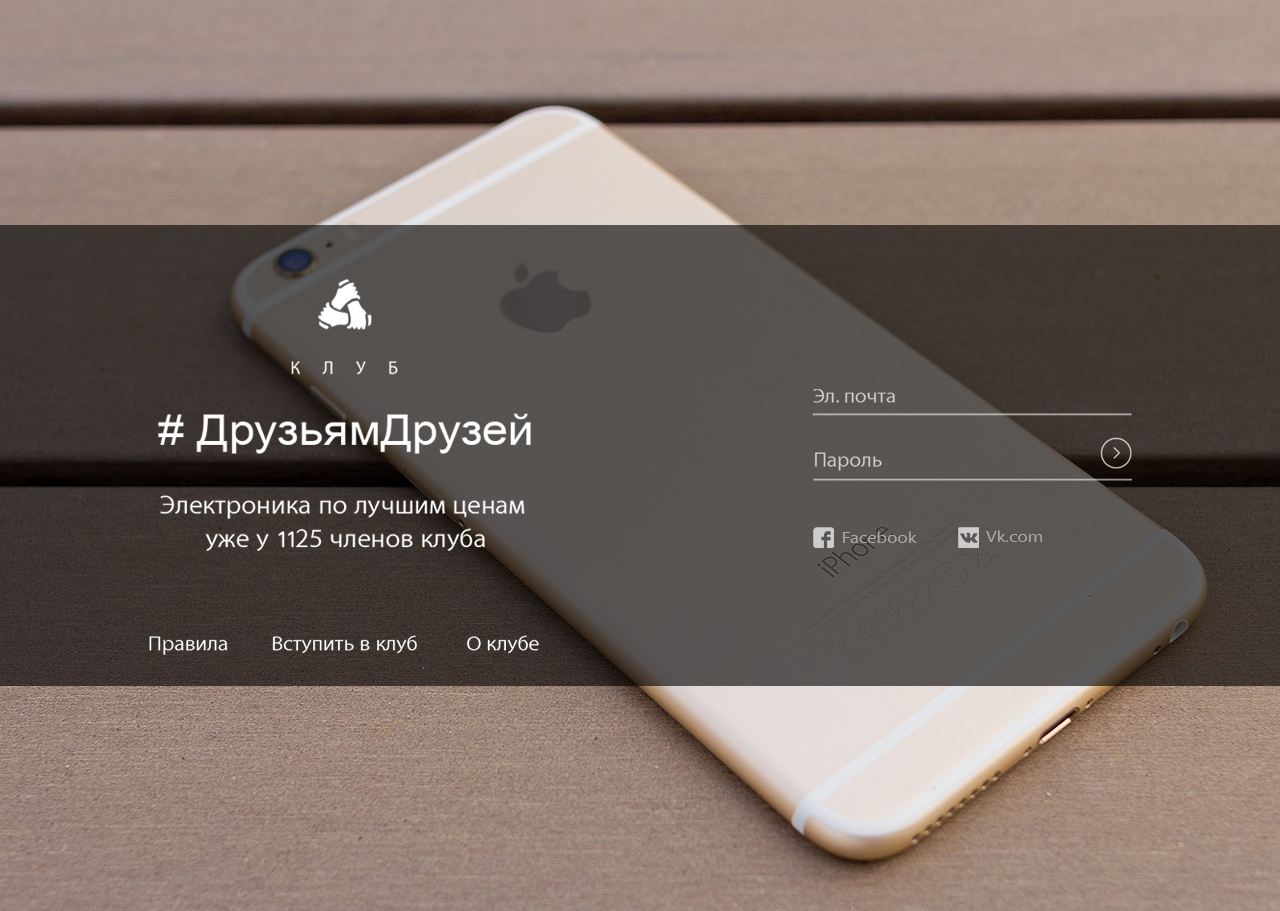 К Л У Б
# ДрузьямДрузей
Электроника по лучшим ценам
уже у 1125 членов клуба
Правила Вступить в клуб О клубе
Эл. почта
Пароль
Facebook Vk.com
iPhone